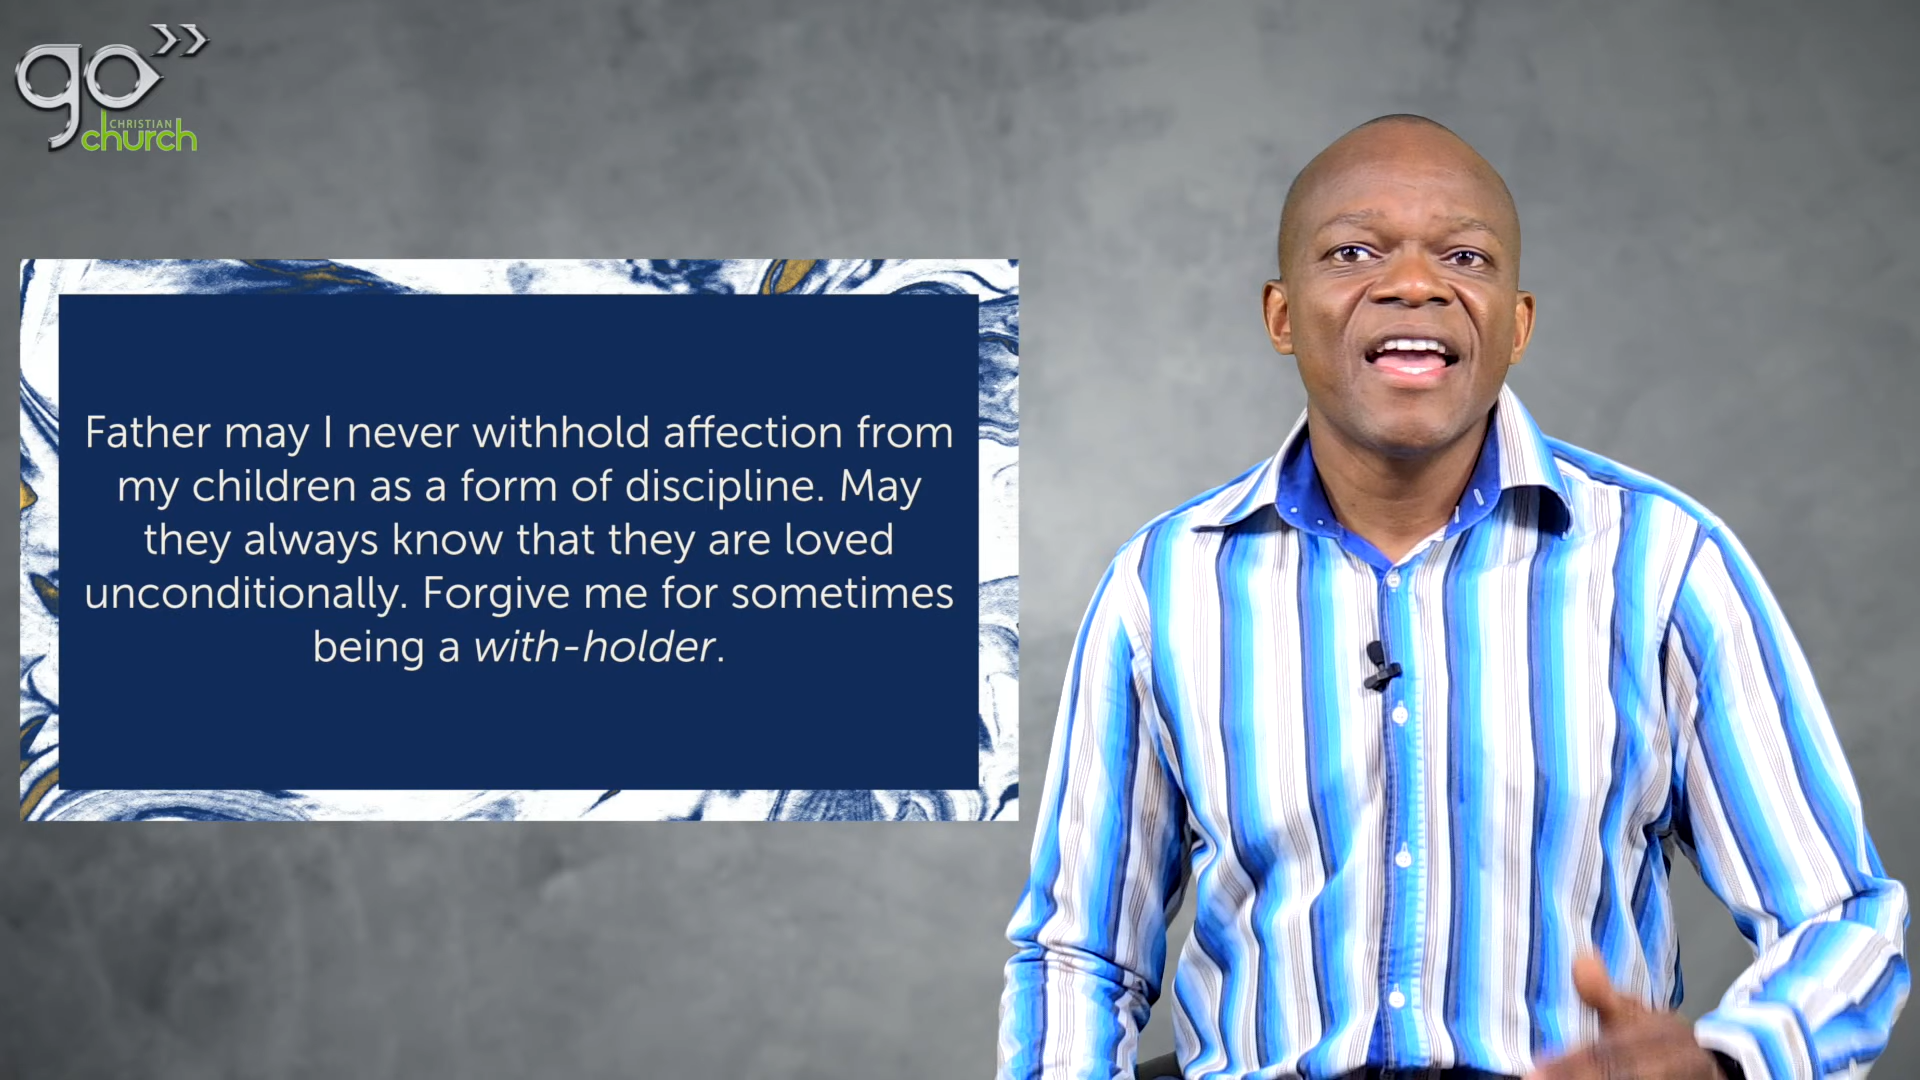 go
CHRISTIAN
church
Father may I never withhold affection from
my children as a form of discipline. May
they always know that they are loved
unconditionally. Forgive me for sometimes
being a with-holder.